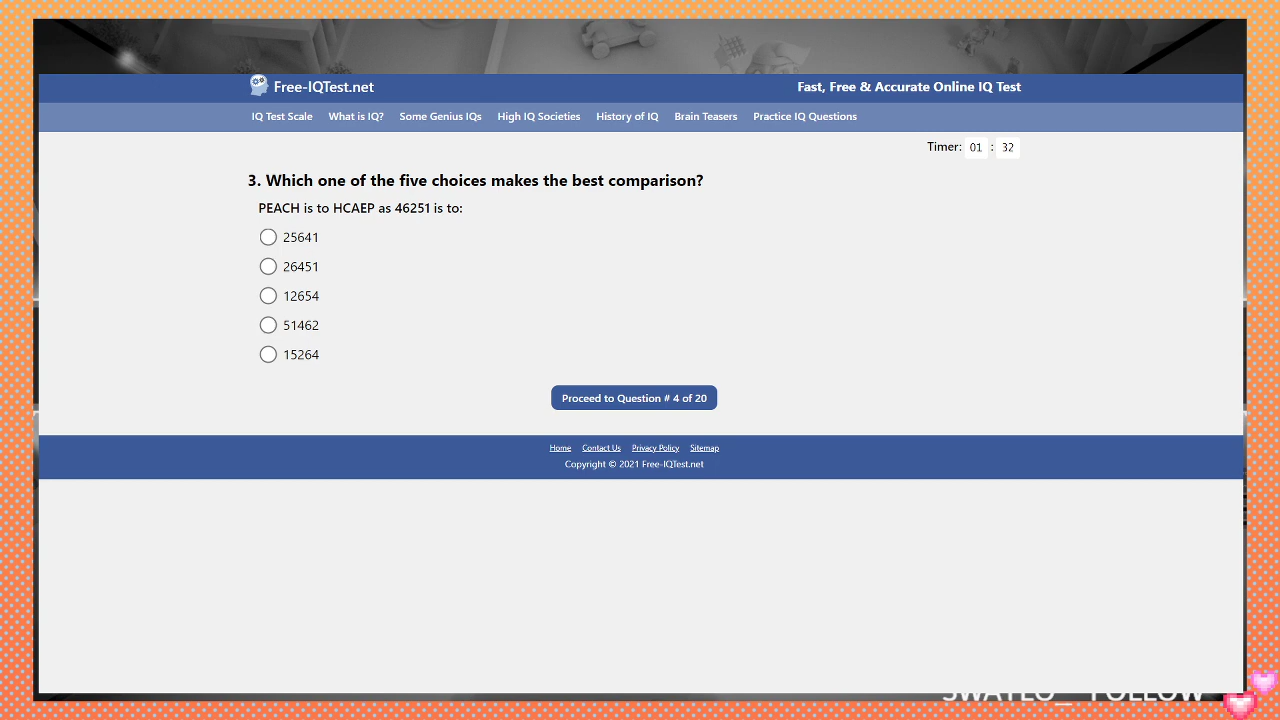 Free-IQTest.net
Fast, Free & Accurate Online IQ Test
IQ Test Scale What is IQ? Some Genius IQs High IQ Societies History of IQ Brain Teasers Practice IQ Questions
Timer: 01 : 32
3. Which one of the five choices makes the best comparison?
PEACH is to HCAEP as 46251 is to:
25641
26451
12654
51462
15264
Proceed to Question # 4 of 20
Home Contact Us Privacy Policy Sitemap
Copyright © 2021 Free-IQTest.net